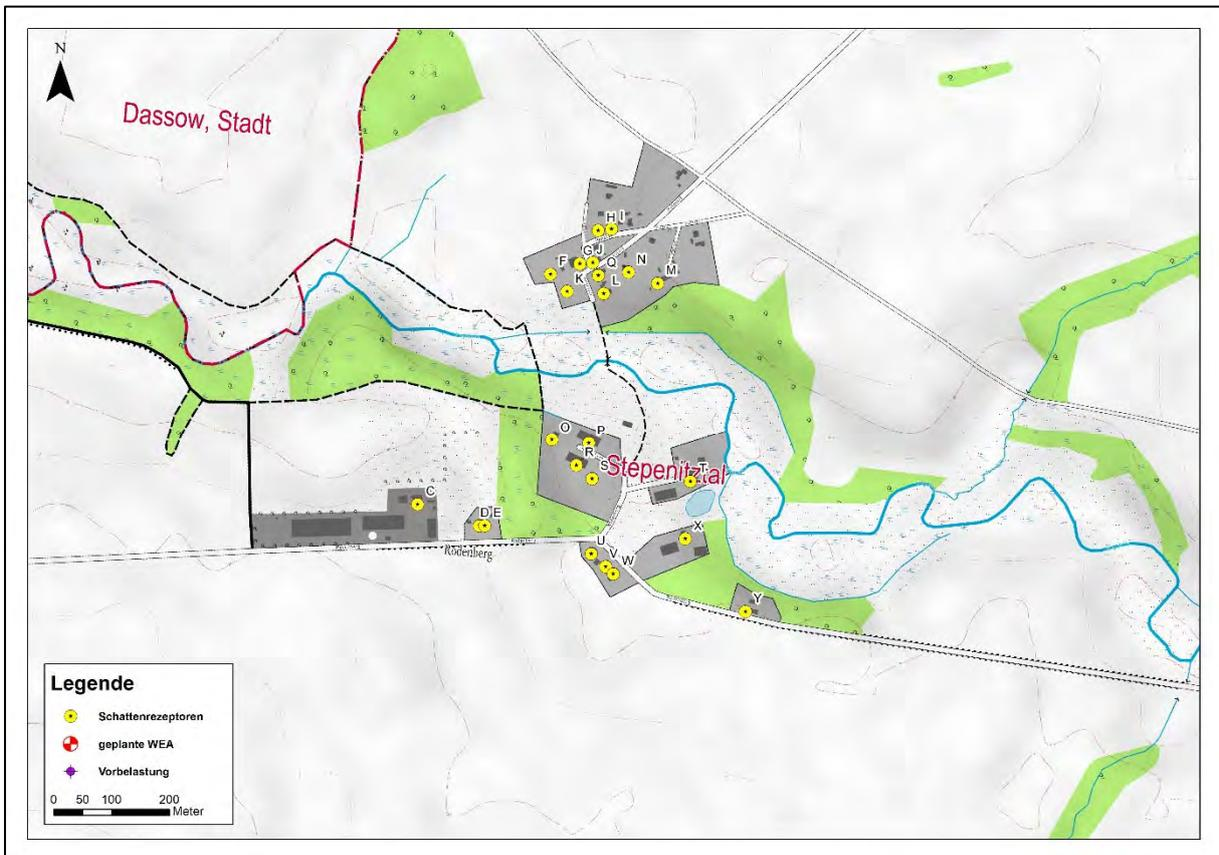 N
Dassow, Stadt
H I
G J
F
Q
N
K
L
M
O
P
R
S
Stepenitztal
T
C
D E
Rodenberg
U
V W
X
Y
Legende
Schattenrezeptoren
geplante WEA
Vorbelastung
0 50 100 200
Meter